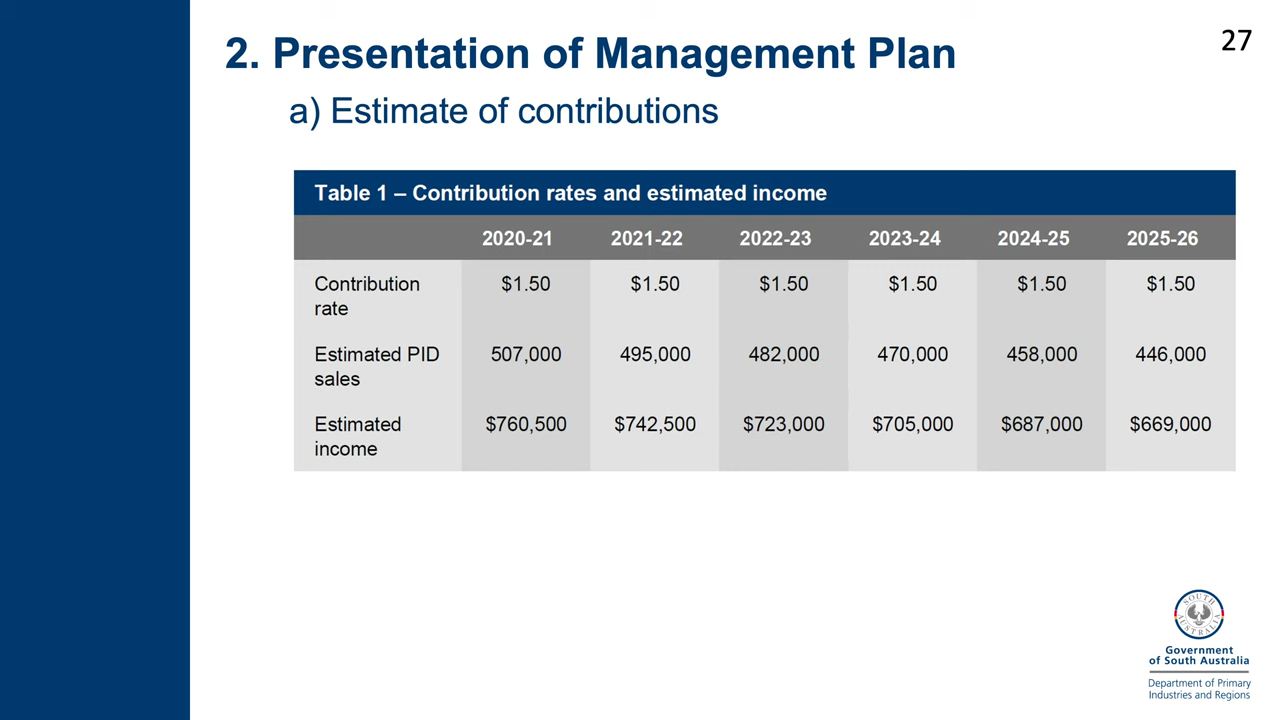 27
2. Presentation of Management Plan
a) Estimate of contributions
Table 1 – Contribution rates and estimated income
2020-21 2021-22 2022-23 2023-24 2024-25 2025-26
Contribution rate $1.50 $1.50 $1.50 $1.50 $1.50 $1.50
Estimated PID sales 507,000 495,000 482,000 470,000 458,000 446,000
Estimated income $760,500 $742,500 $723,000 $705,000 $687,000 $669,000
SOUTH AUSTRALIA
Government
of South Australia
Department of Primary
Industries and Regions